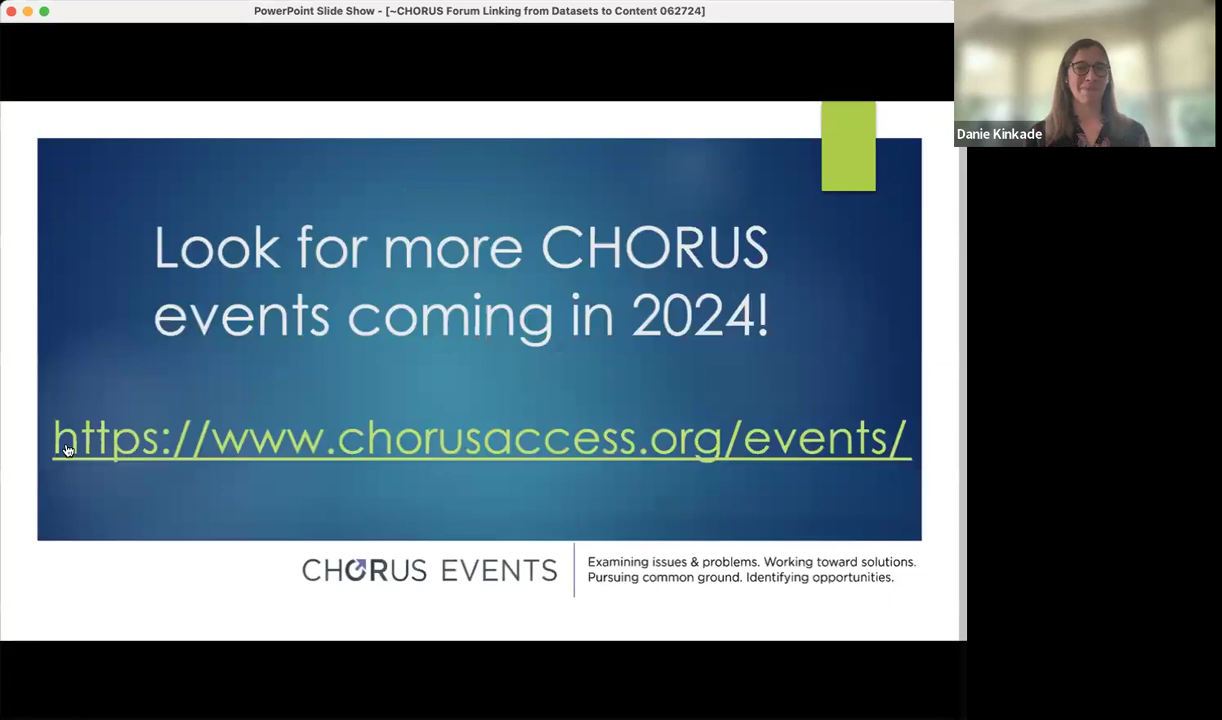 PowerPoint Slide Show - [~CHORUS Forum Linking from Datasets to Content 062724]
Danie Kinkade
Look for more CHORUS
events coming in 2024!
https://www.chorusaccess.org/events/
CHORUS EVENTS
Examining issues & problems. Working toward solutions.
Pursuing common ground. Identifying opportunities.